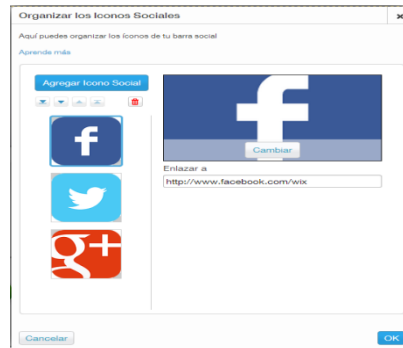 Organizar los Iconos Sociales
Aquí puedes organizar los íconos de tu barra social
Aprende más
Agregar Icono Social
Cambiar
Enlazar a
http://www.facebook.com/wix
Cancelar
OK